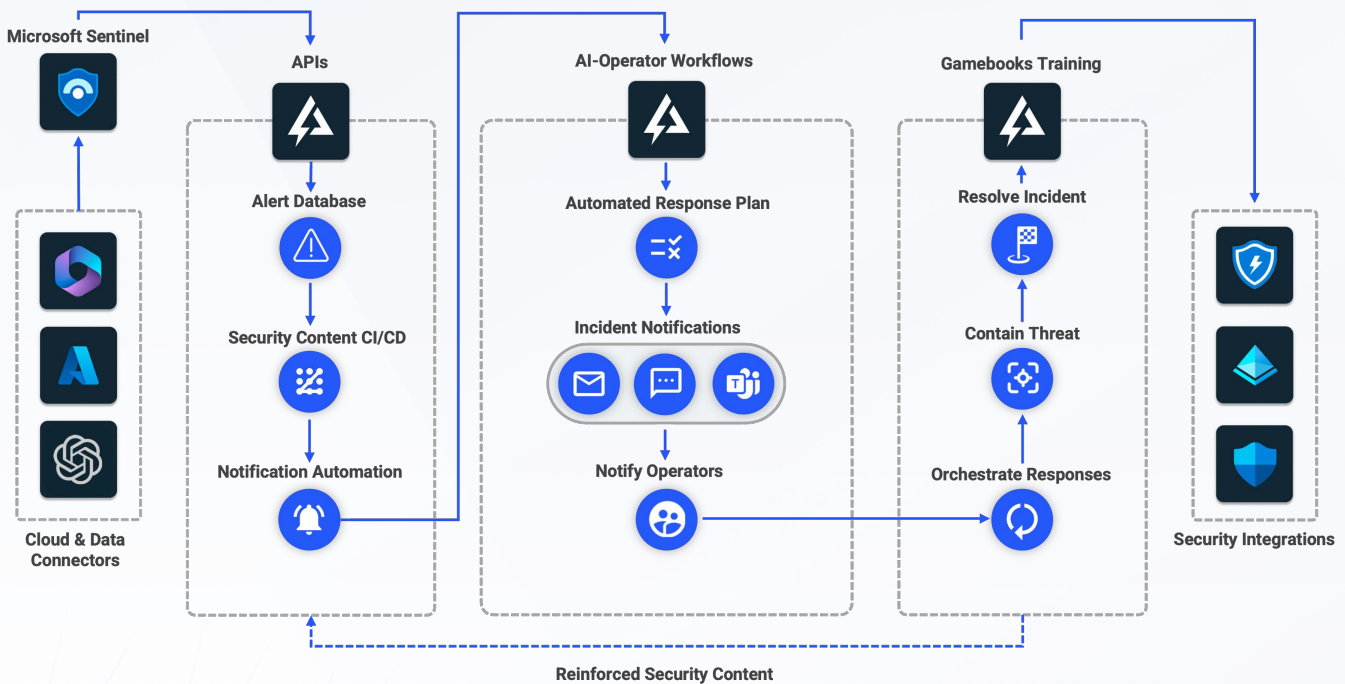 Microsoft Sentinel
Cloud & Data
Connectors
APIs
Alert Database
Security Content CI/CD
Notification Automation
AI-Operator Workflows
Automated Response Plan
Incident Notifications
T
Notify Operators
Gamebooks Training
Resolve Incident
Contain Threat
Orchestrate Responses
Security Integrations
Reinforced Security Content